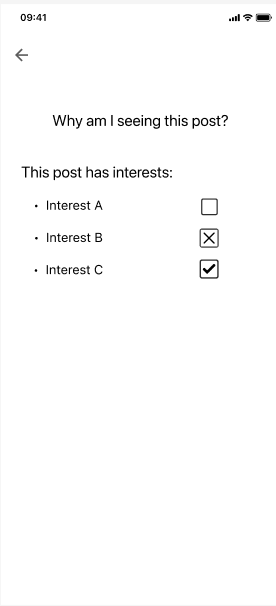 09:41
Why am I seeing this post?
This post has interests:
• Interest A
• Interest B
• Interest C